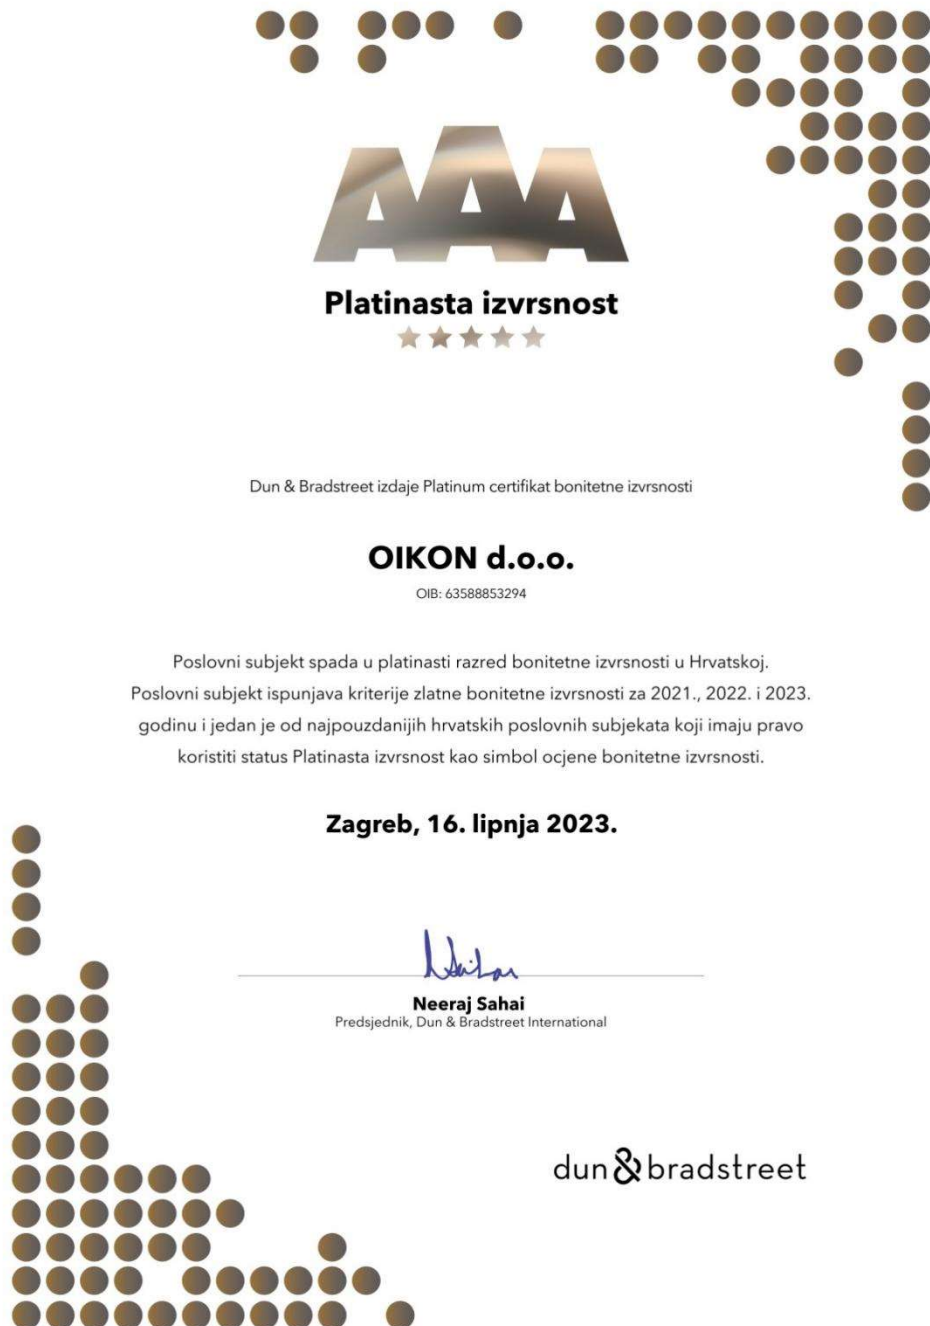 AAA
Platinasta izvrsnost
Dun & Bradstreet izdaje Platinum certifikat bonitetne izvrsnosti
OIKON d.o.o.
OIB: 63588853294
Poslovni subjekt spada u platinasti razred bonitetne izvrsnosti u Hrvatskoj.
Poslovni subjekt ispunjava kriterije zlatne bonitetne izvrsnosti za 2021., 2022. i 2023.
godinu i jedan je od najpouzdanijih hrvatskih poslovnih subjekata koji imaju pravo
koristiti status Platinasta izvrsnost kao simbol ocjene bonitetne izvrsnosti.
Zagreb, 16. lipnja 2023.
Neeraj Sahai
Predsjednik, Dun & Bradstreet International
dun & bradstreet